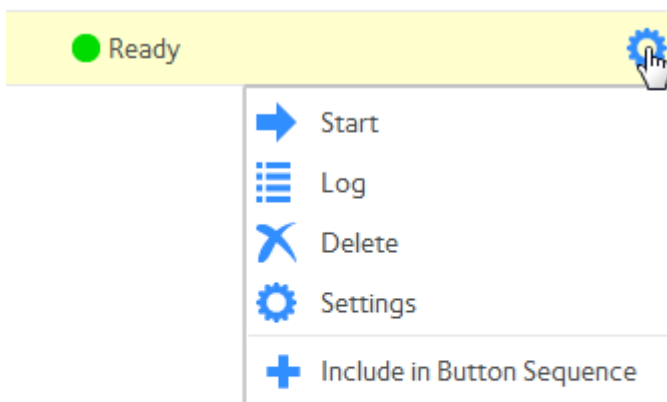 Ready
Start
Log
Delete
Settings
Include in Button Sequence